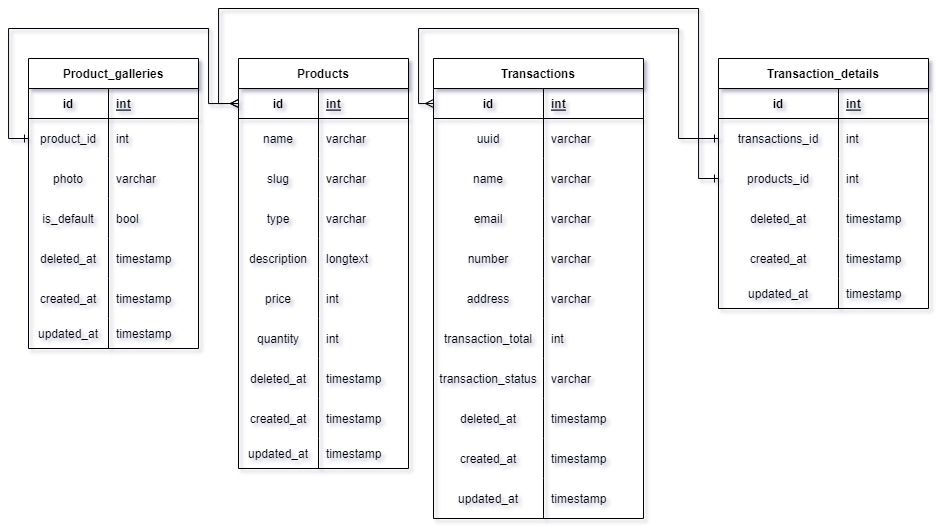 Product_galleries
id int
product_id int
photo varchar
is_default bool
deleted_at timestamp
created_at timestamp
updated_at timestamp
Products
id int
name varchar
slug varchar
type varchar
description longtext
price int
quantity int
deleted_at timestamp
created_at timestamp
updated_at timestamp
Transactions
id int
uuid varchar
name varchar
email varchar
number varchar
address varchar
transaction_total int
transaction_status varchar
deleted_at timestamp
created_at timestamp
updated_at timestamp
Transaction_details
id int
transactions_id int
products_id int
deleted_at timestamp
created_at timestamp
updated_at timestamp